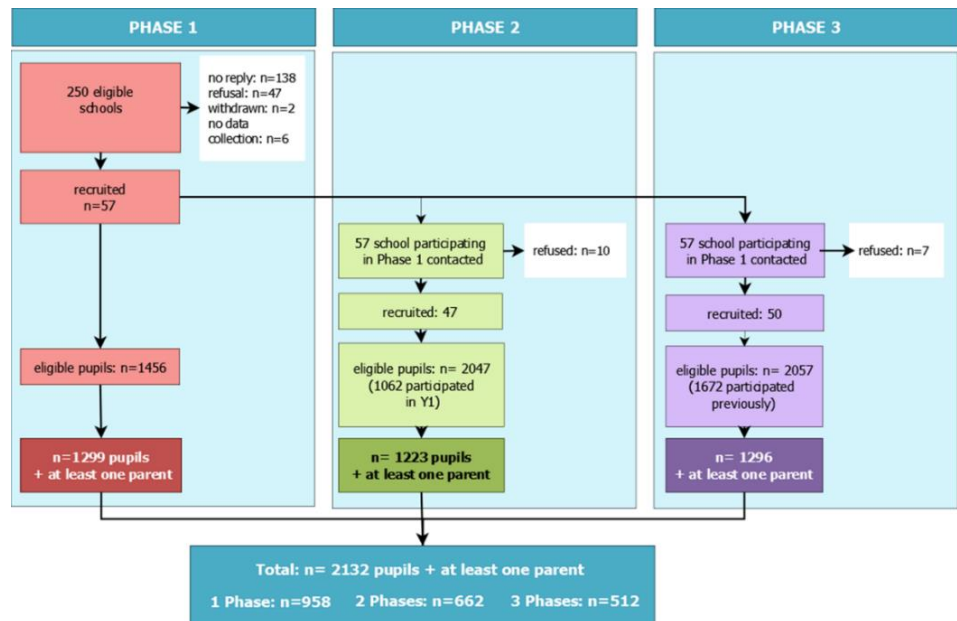 PHASE 1
PHASE 2
PHASE 3
250 eligible
schools
no reply: n=138
refusal: n=47
withdrawn: n=2
no data
collection: n=6
recruited
n=57
57 school participating
in Phase 1 contacted
refused: n=10
57 school participating
in Phase 1 contacted
refused: n=7
recruited: 47
recruited: 50
eligible pupils: n=1456
eligible pupils: n= 2047
(1062 participated
in Y1)
eligible pupils: n= 2057
(1672 participated
previously)
n=1299 pupils
+ at least one parent
n= 1223 pupils
+ at least one parent
n= 1296
+ at least one parent
Total: n= 2132 pupils + at least one parent
1 Phase: n=958 2 Phases: n=662 3 Phases: n=512